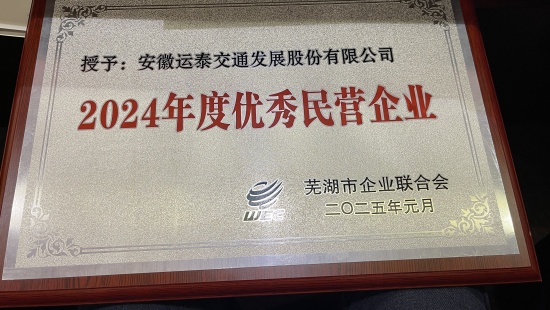 授予：安徽运泰交通发展股份有限公司
2024年度优秀民营企业
芜湖市企业联合会
二〇二五年元月